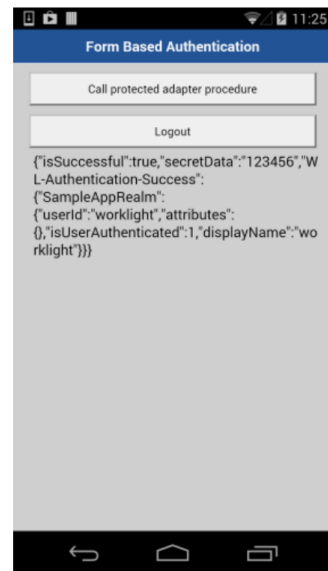 11:25
Form Based Authentication
Call protected adapter procedure
Logout
{"isSuccessful":true,"secretData":"123456","W
L-Authentication-Success":
{"SampleAppRealm":
{"userId":"worklight","attributes":
{},"isUserAuthenticated":1,"displayName":"wo
rklight"}}}